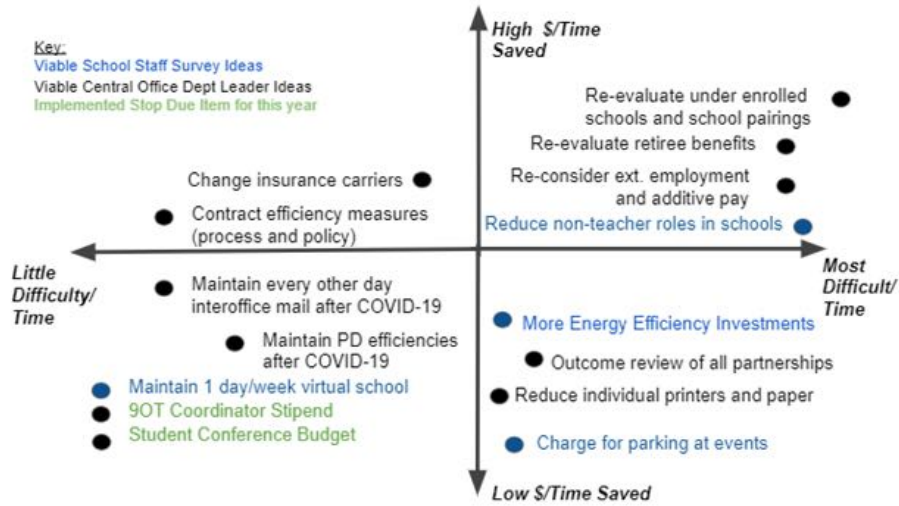 High $/Time
Saved
Key:
Viable School Staff Survey Ideas
Viable Central Office Dept Leader Ideas
Implemented Stop Due Item for this year
Re-evaluate under enrolled
schools and school pairings
Re-evaluate retiree benefits
Change insurance carriers
Re-consider ext. employment
and additive pay
Contract efficiency measures
(process and policy)
Reduce non-teacher roles in schools
Little
Difficulty/
Time
Most
Difficult/
Time
Maintain every other day
interoffice mail after COVID-19
More Energy Efficiency Investments
Maintain PD efficiencies
after COVID-19
Outcome review of all partnerships
Maintain 1 day/week virtual school
Reduce individual printers and paper
9OT Coordinator Stipend
Student Conference Budget
Charge for parking at events
Low $/Time Saved